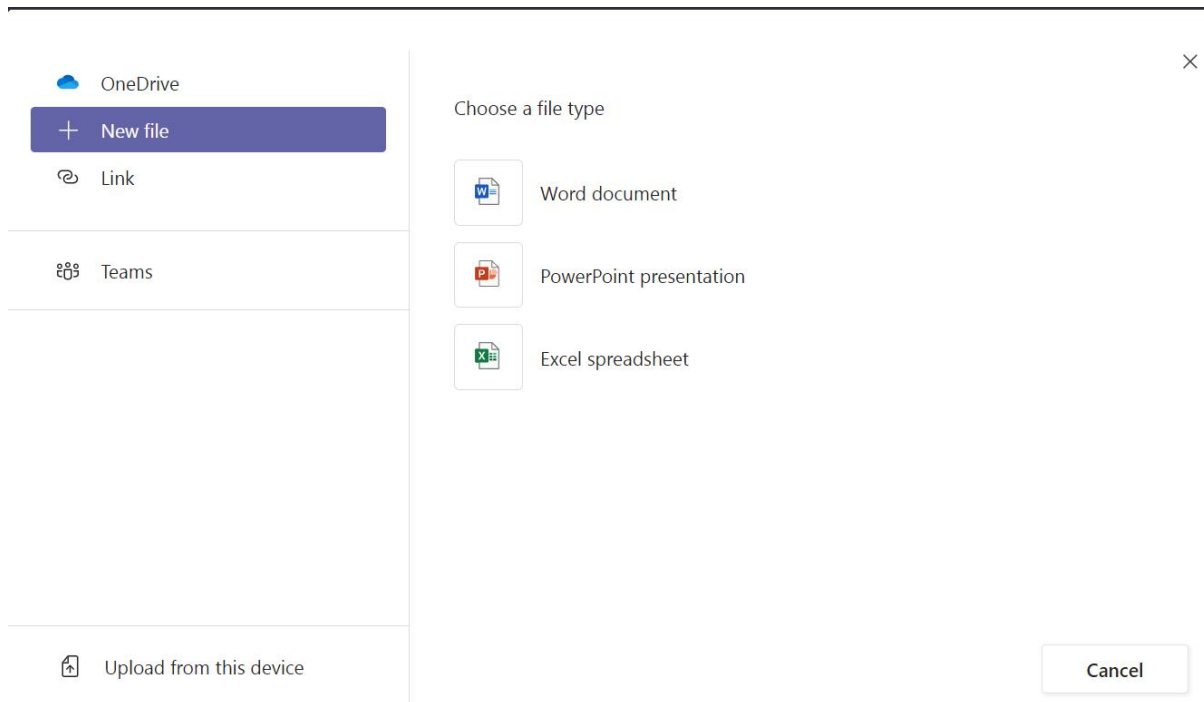 OneDrive
New file
Link
Teams
Upload from this device
Choose a file type
Word document
PowerPoint presentation
Excel spreadsheet
Cancel